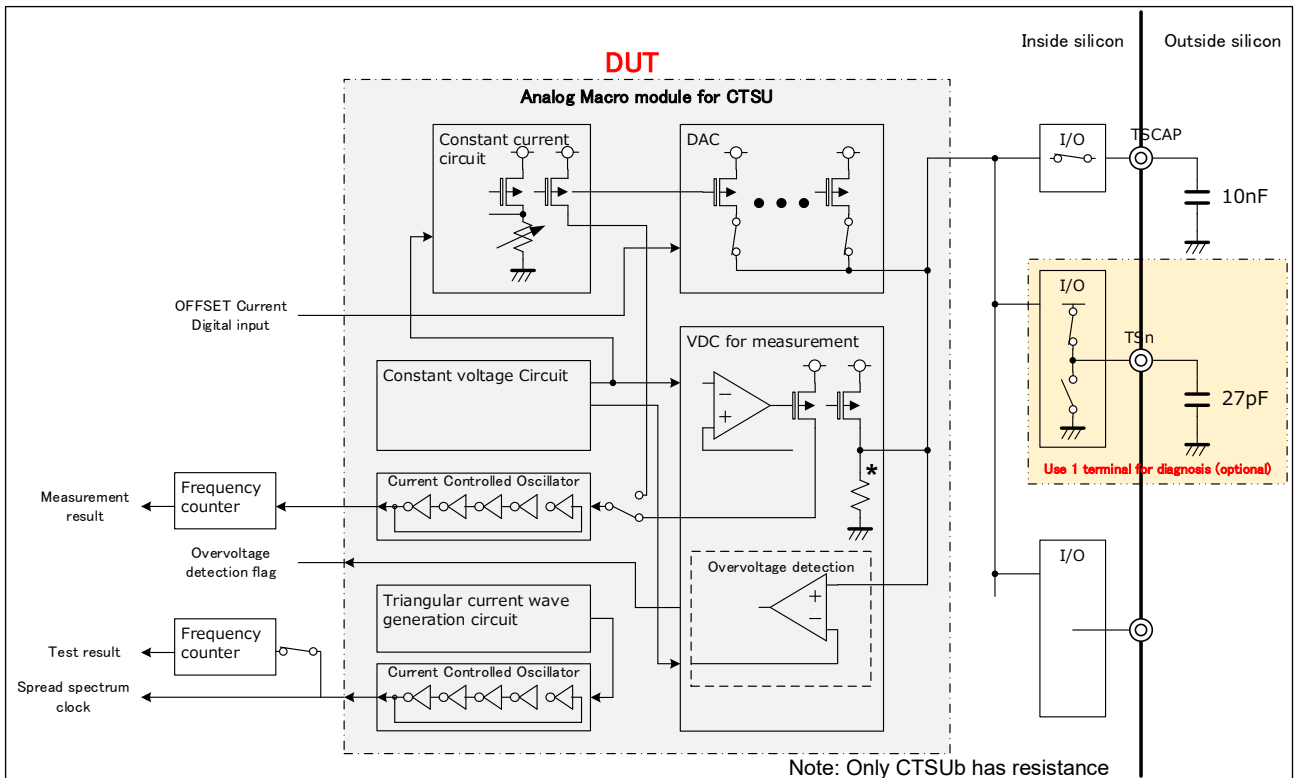 Inside silicon
Outside silicon
DUT
Analog Macro module for CTSU
Constant current
circuit
DAC
I/O
TSCAP
10nF
OFFSET Current
Digital input
I/O
TSn
27pF
Use 1 terminal for diagnosis (optional)
Constant voltage Circuit
VDC for measurement
−
+
*
Measurement
result
Frequency
counter
Current Controlled Oscillator
Overvoltage
detection flag
Overvoltage detection
+
−
I/O
Triangular current wave
generation circuit
Test result
Frequency
counter
Current Controlled Oscillator
Spread spectrum
clock
Note: Only CTSUb has resistance